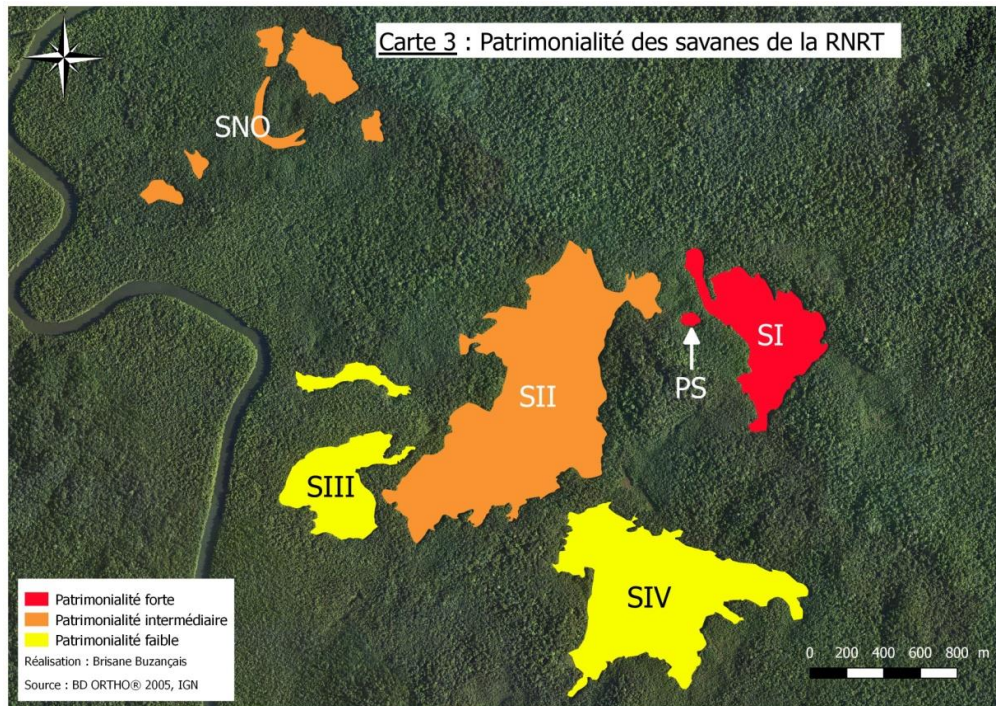 Carte 3 : Patrimonialité des savanes de la RNRT
SNO
SI
PS
SII
SIII
SIV
Patrimonialité forte
Patrimonialité intermédiaire
Patrimonialité faible
Réalisation : Brisane Buzançais
Source : BD ORTHO® 2005, IGN
0 200 400 600 800 m